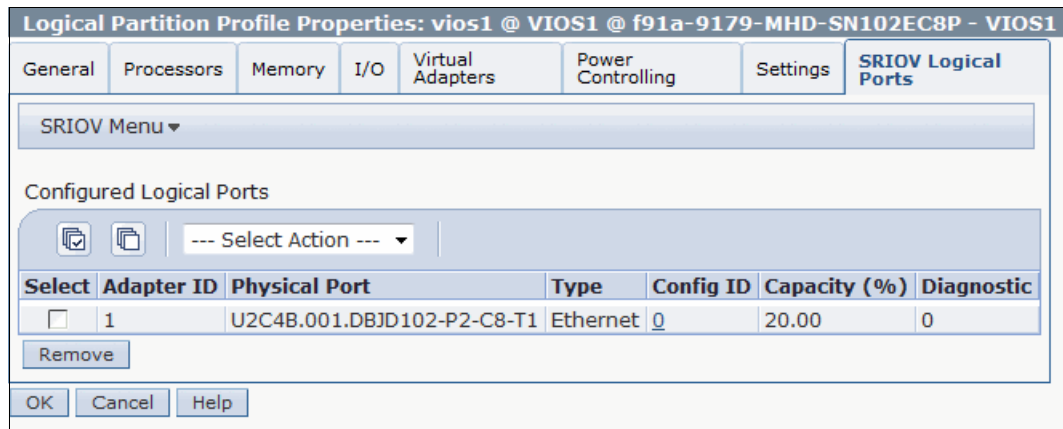 Logical Partition Profile Properties: vios1 @ VIOS1 @ f91a-9179-MHD-SN102EC8P - VIOS1
General Processors Memory I/O Virtual Adapters Power Controlling Settings SRIOV Logical Ports
SRIOV Menu
Configured Logical Ports
--- Select Action ---
Select Adapter ID Physical Port Type Config ID Capacity (%) Diagnostic
1 U2C4B.001.DBJD102-P2-C8-T1 Ethernet 0 20.00 0
Remove
OK Cancel Help